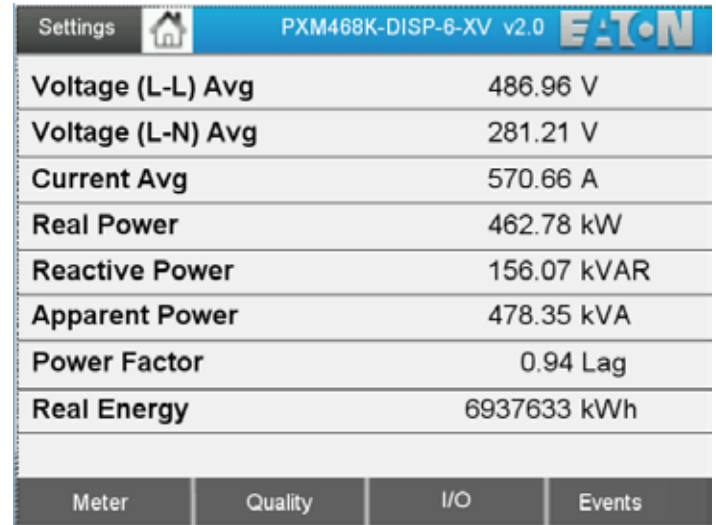 Settings PXM468K-DISP-6-XV v2.0 EATON
Voltage (L-L) Avg 486.96 V
Voltage (L-N) Avg 281.21 V
Current Avg 570.66 A
Real Power 462.78 kW
Reactive Power 156.07 kVAR
Apparent Power 478.35 kVA
Power Factor 0.94 Lag
Real Energy 6937633 kWh
Meter Quality I/O Events